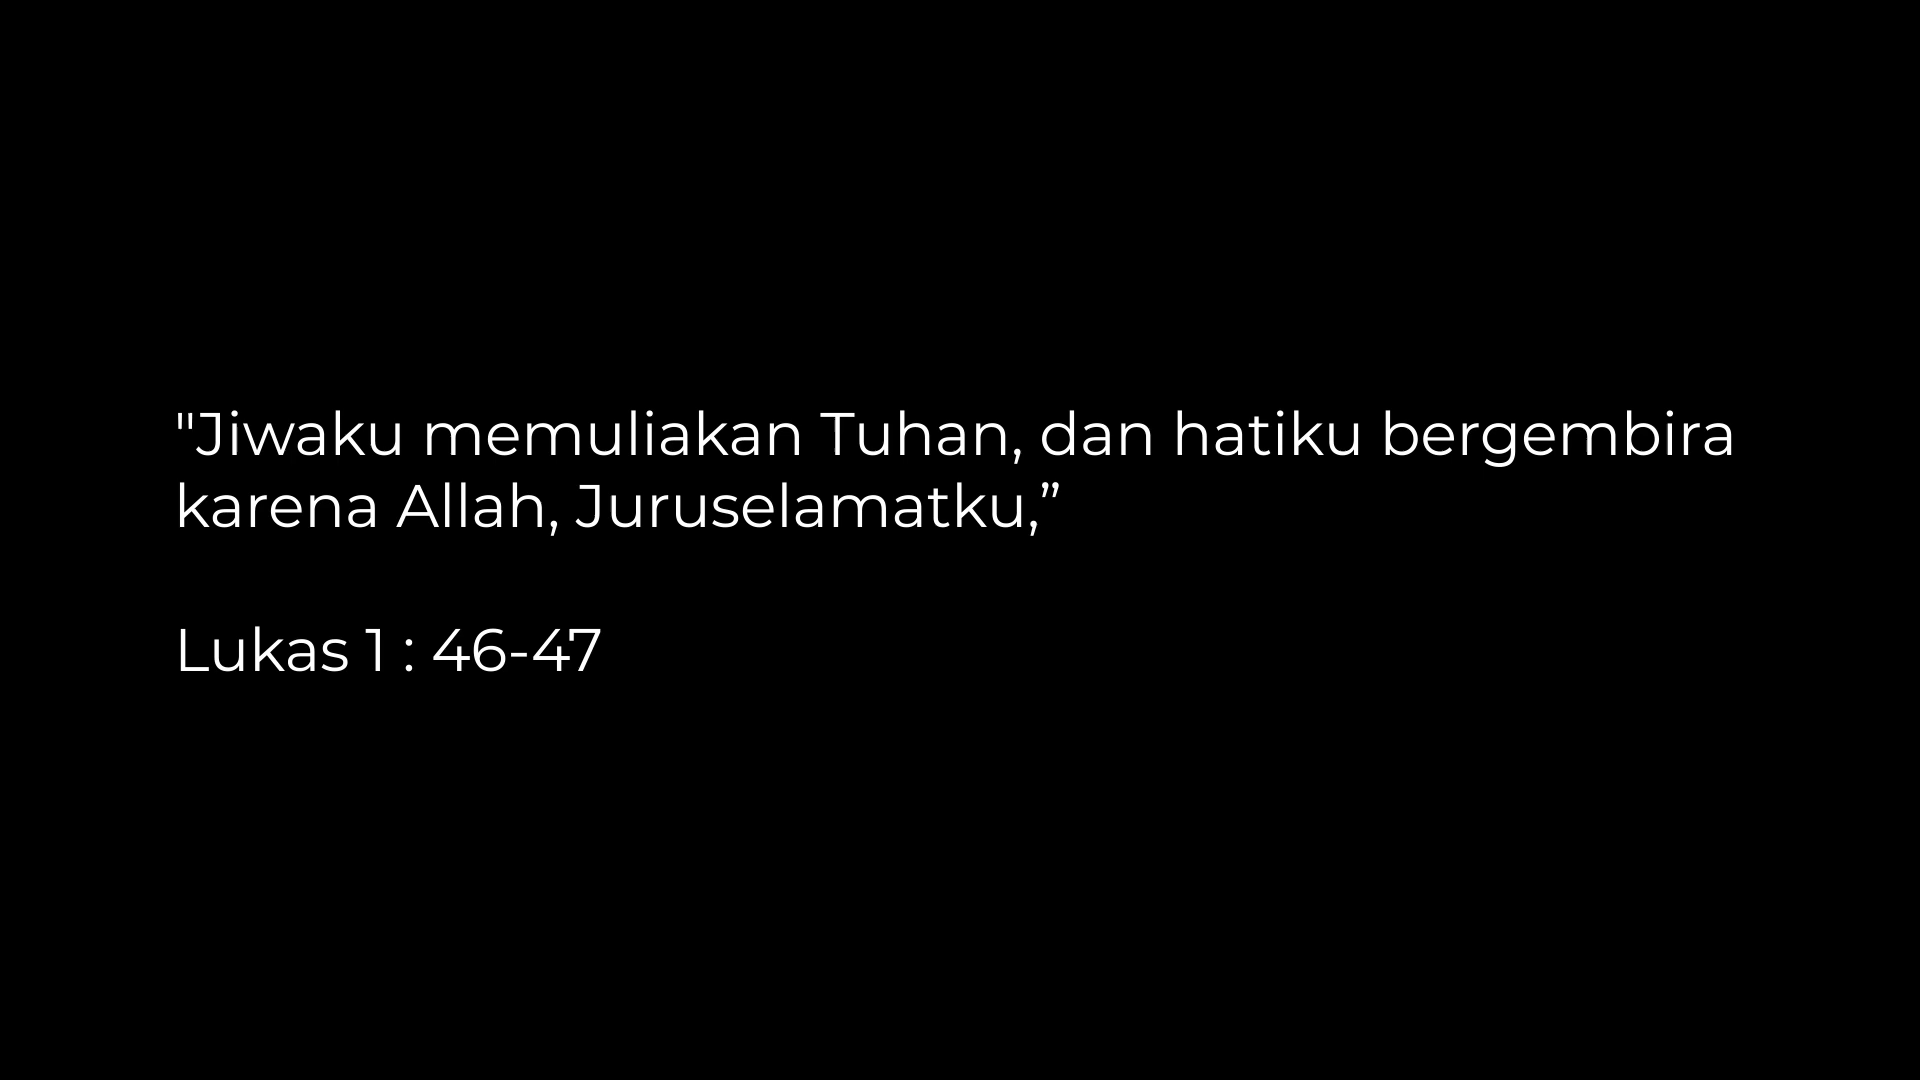 "Jiwaku memuliakan Tuhan, dan hatiku bergembira
karena Allah, Juruselamatku,”
Lukas 1 : 46-47